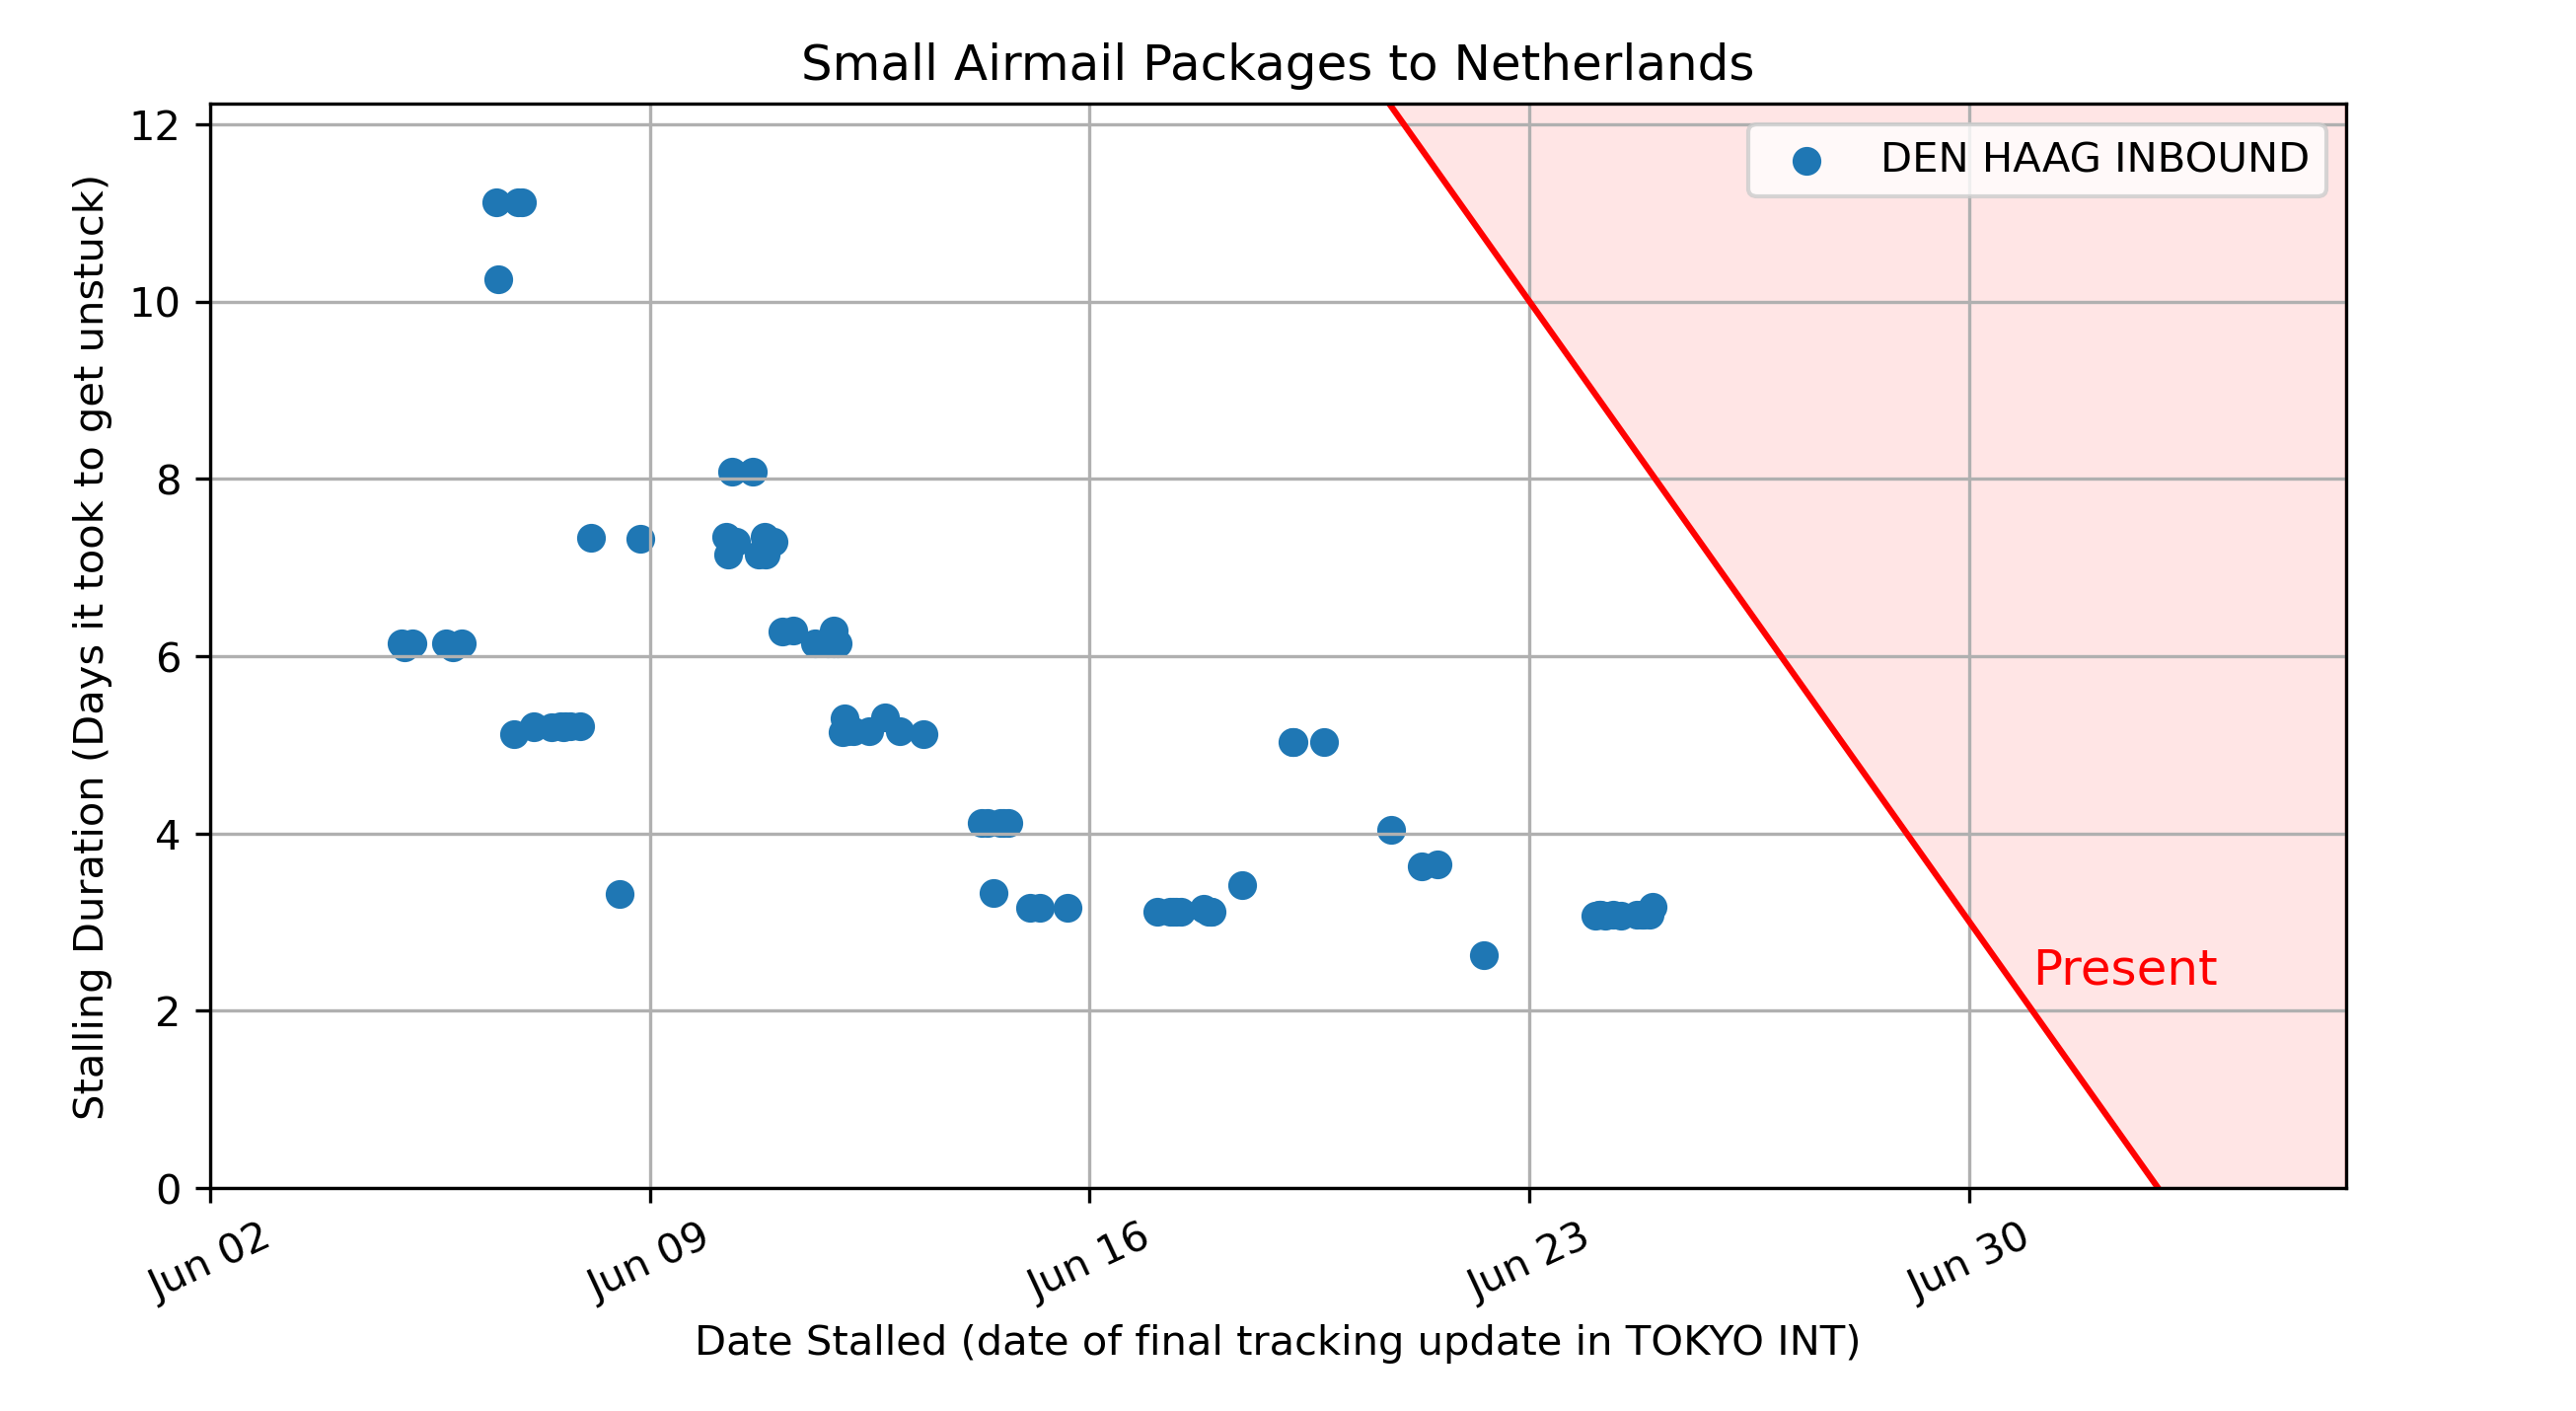 Small Airmail Packages to Netherlands
DEN HAAG INBOUND
Stalling Duration (Days it took to get unstuck)
12
10
8
6
4
2
0
Present
Jun 02
Jun 09
Jun 16
Jun 23
Jun 30
Date Stalled (date of final tracking update in TOKYO INT)